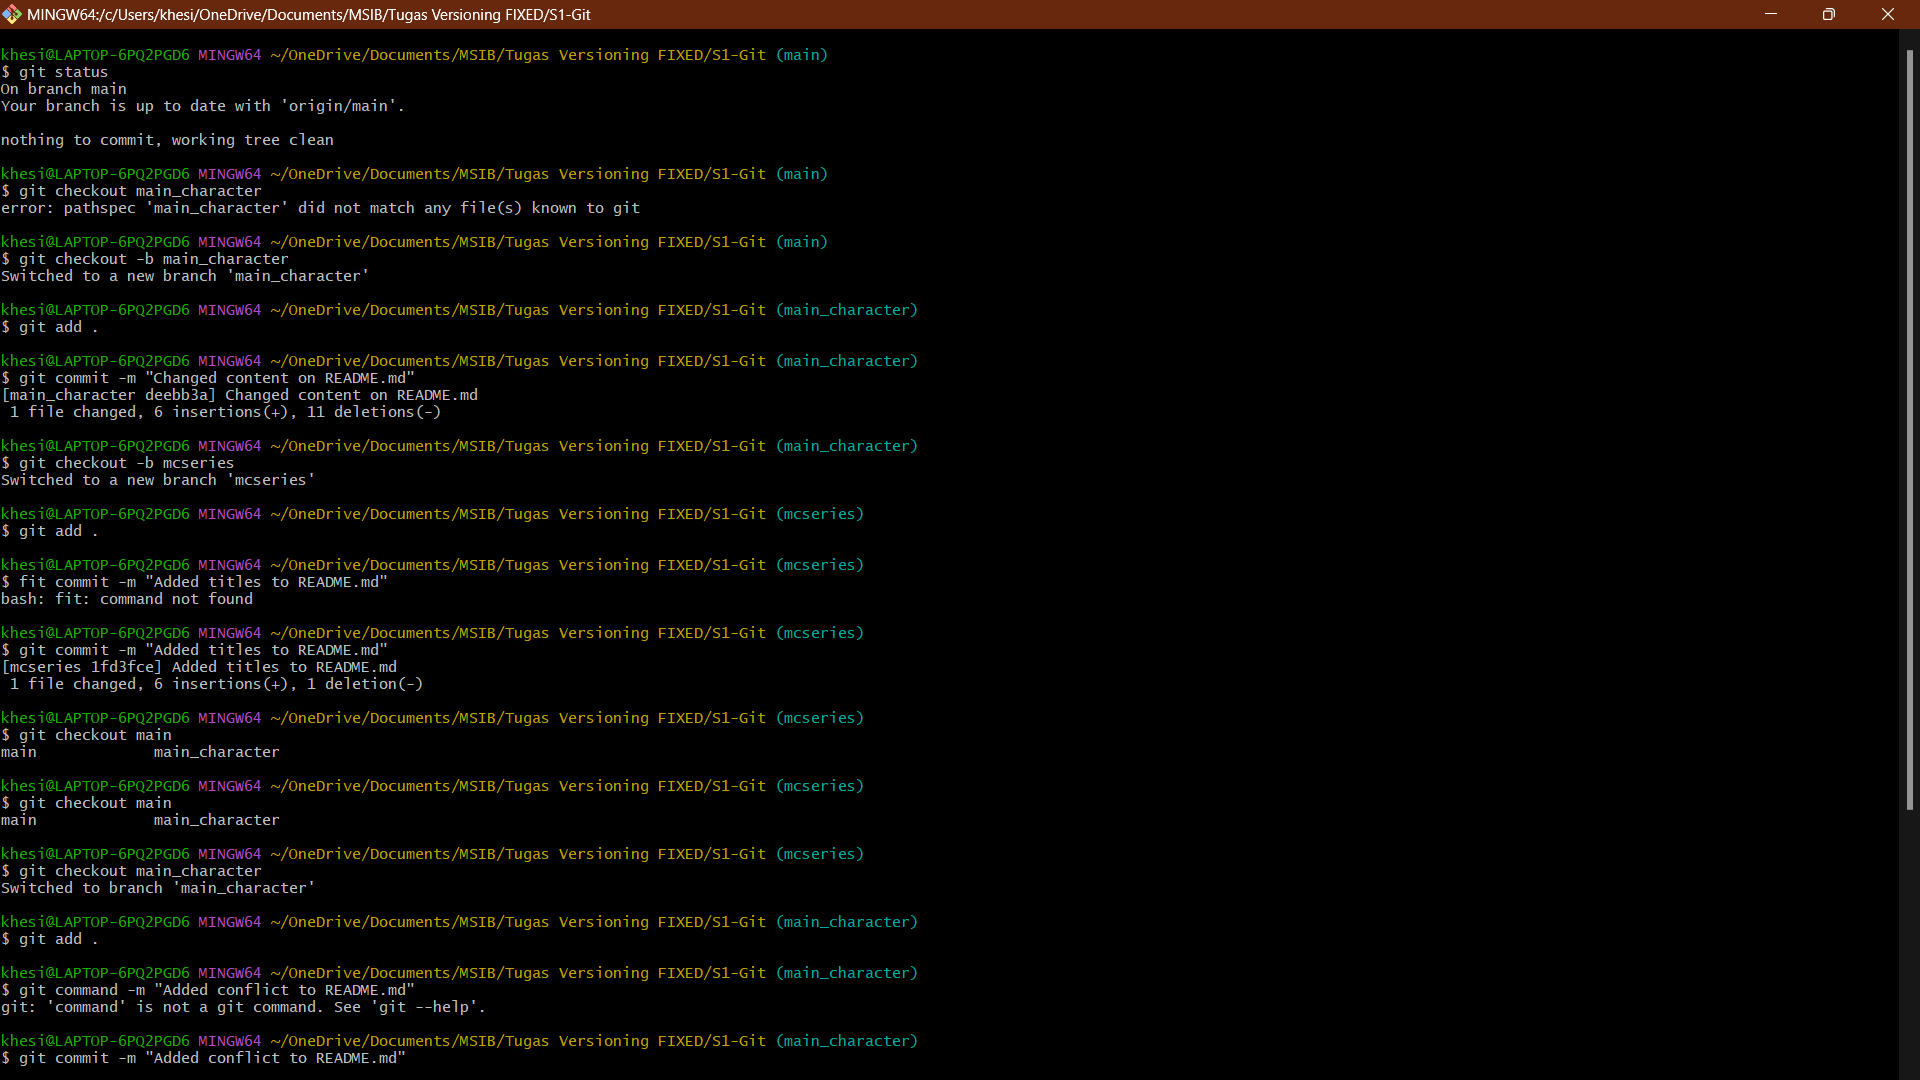 MINGW64:/c/Users/khesi/OneDrive/Documents/MSIB/Tugas Versioning FIXED/S1-Git
khesi@LAPTOP-6PQ2PGD6 MINGW64 ~/OneDrive/Documents/MSIB/Tugas Versioning FIXED/S1-Git (main)
$ git status
On branch main
Your branch is up to date with 'origin/main'.
nothing to commit, working tree clean
khesi@LAPTOP-6PQ2PGD6 MINGW64 ~/OneDrive/Documents/MSIB/Tugas Versioning FIXED/S1-Git (main)
$ git checkout main_character
error: pathspec 'main_character' did not match any file(s) known to git
khesi@LAPTOP-6PQ2PGD6 MINGW64 ~/OneDrive/Documents/MSIB/Tugas Versioning FIXED/S1-Git (main)
$ git checkout -b main_character
Switched to a new branch 'main_character'
khesi@LAPTOP-6PQ2PGD6 MINGW64 ~/OneDrive/Documents/MSIB/Tugas Versioning FIXED/S1-Git (main_character)
$ git add .
khesi@LAPTOP-6PQ2PGD6 MINGW64 ~/OneDrive/Documents/MSIB/Tugas Versioning FIXED/S1-Git (main_character)
$ git commit -m "Changed content on README.md"
[main_character deebb3a] Changed content on README.md
1 file changed, 6 insertions(+), 11 deletions(-)
khesi@LAPTOP-6PQ2PGD6 MINGW64 ~/OneDrive/Documents/MSIB/Tugas Versioning FIXED/S1-Git (main_character)
$ git checkout -b mcseries
Switched to a new branch 'mcseries'
khesi@LAPTOP-6PQ2PGD6 MINGW64 ~/OneDrive/Documents/MSIB/Tugas Versioning FIXED/S1-Git (mcseries)
$ git add .
khesi@LAPTOP-6PQ2PGD6 MINGW64 ~/OneDrive/Documents/MSIB/Tugas Versioning FIXED/S1-Git (mcseries)
$ fit commit -m "Added titles to README.md"
bash: fit: command not found
khesi@LAPTOP-6PQ2PGD6 MINGW64 ~/OneDrive/Documents/MSIB/Tugas Versioning FIXED/S1-Git (mcseries)
$ git commit -m "Added titles to README.md"
[mcseries 1fd3fce] Added titles to README.md
1 file changed, 6 insertions(+), 1 deletion(-)
khesi@LAPTOP-6PQ2PGD6 MINGW64 ~/OneDrive/Documents/MSIB/Tugas Versioning FIXED/S1-Git (mcseries)
$ git checkout main
main main_character
khesi@LAPTOP-6PQ2PGD6 MINGW64 ~/OneDrive/Documents/MSIB/Tugas Versioning FIXED/S1-Git (mcseries)
$ git checkout main
main main_character
khesi@LAPTOP-6PQ2PGD6 MINGW64 ~/OneDrive/Documents/MSIB/Tugas Versioning FIXED/S1-Git (mcseries)
$ git checkout main_character
Switched to branch 'main_character'
khesi@LAPTOP-6PQ2PGD6 MINGW64 ~/OneDrive/Documents/MSIB/Tugas Versioning FIXED/S1-Git (main_character)
$ git add .
khesi@LAPTOP-6PQ2PGD6 MINGW64 ~/OneDrive/Documents/MSIB/Tugas Versioning FIXED/S1-Git (main_character)
$ git command -m "Added conflict to README.md"
git: 'command' is not a git command. See 'git --help'.
khesi@LAPTOP-6PQ2PGD6 MINGW64 ~/OneDrive/Documents/MSIB/Tugas Versioning FIXED/S1-Git (main_character)
$ git commit -m "Added conflict to README.md"